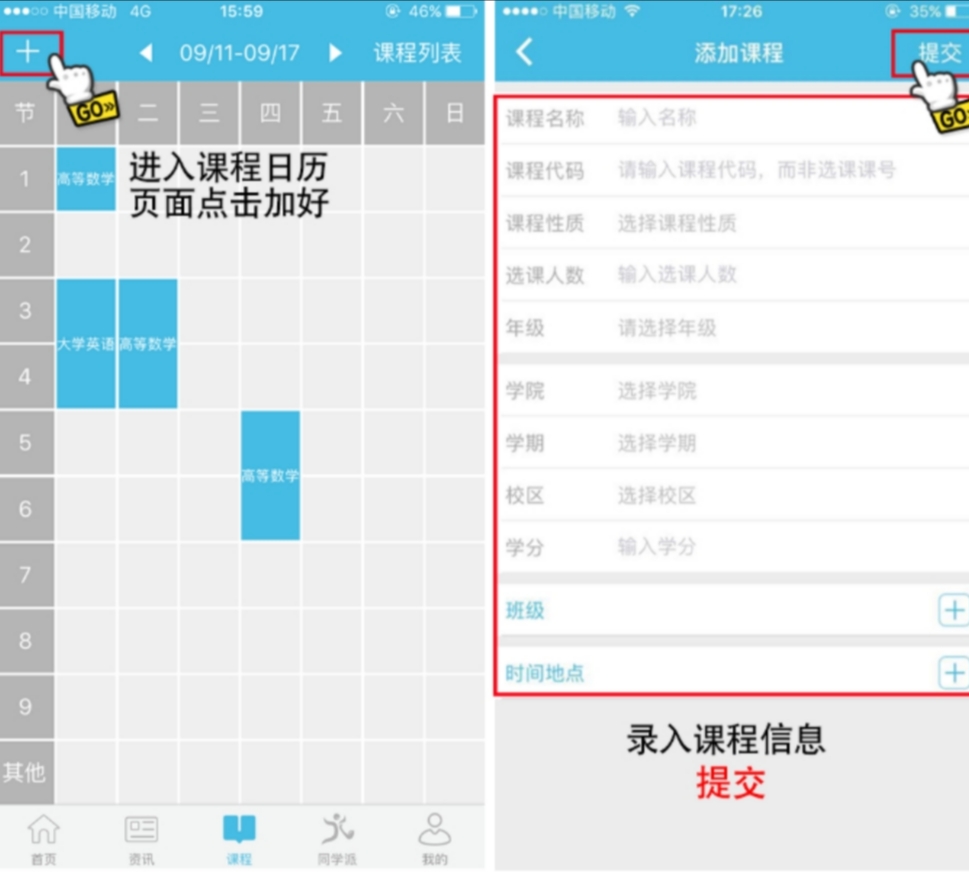 中国移动 4G 15:59 46%
09/11-09/17 课程列表
节 二 三 四 五 六 日
GO»
1 高等数学
进入课程日历
页面点击加好
2
3
大学英语 高等数学
4
5
高等数学
6
7
8
9
其他
首页 资讯 课程 同学派 我的
中国移动 17:26 35%
添加课程 提交
GO
课程名称 输入名称
课程代码 请输入课程代码，而非选课课号
课程性质 选择课程性质
选课人数 输入选课人数
年级 请选择年级
学院 选择学院
学期 选择学期
校区 选择校区
学分 输入学分
班级
时间地点
录入课程信息
提交